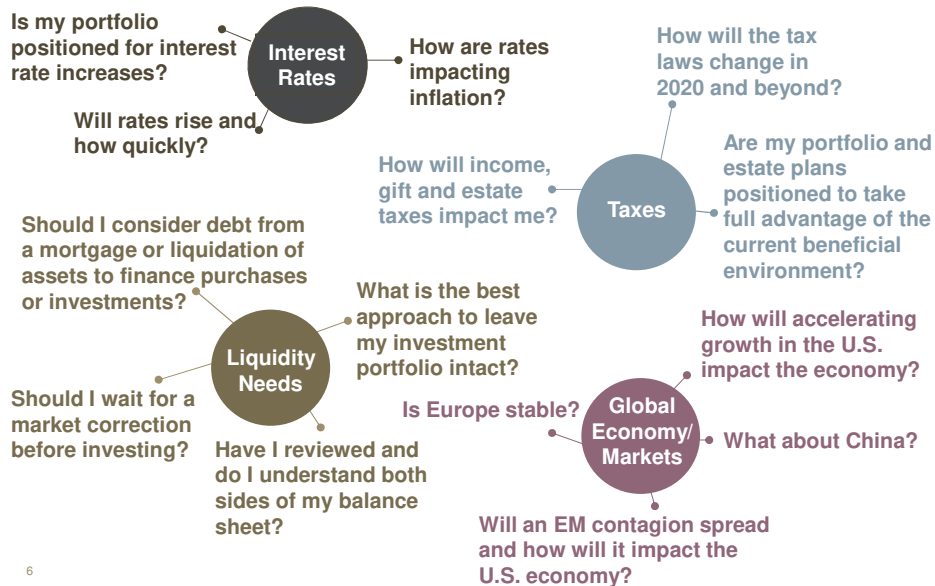 Is my portfolio
positioned for interest
rate increases?
Interest
Rates
How are rates
impacting
inflation?
Will rates rise and
how quickly?
How will the tax
laws change in
2020 and beyond?
How will income,
gift and estate
taxes impact me?
Taxes
Are my portfolio and
estate plans
positioned to take
full advantage of the
current beneficial
environment?
Should I consider debt from
a mortgage or liquidation of
assets to finance purchases
or investments?
What is the best
approach to leave
my investment
portfolio intact?
Liquidity
Needs
Should I wait for a
market correction
before investing?
Have I reviewed and
do I understand both
sides of my balance
sheet?
How will accelerating
growth in the U.S.
impact the economy?
Is Europe stable?
Global
Economy/
Markets
What about China?
Will an EM contagion spread
and how will it impact the
U.S. economy?
6